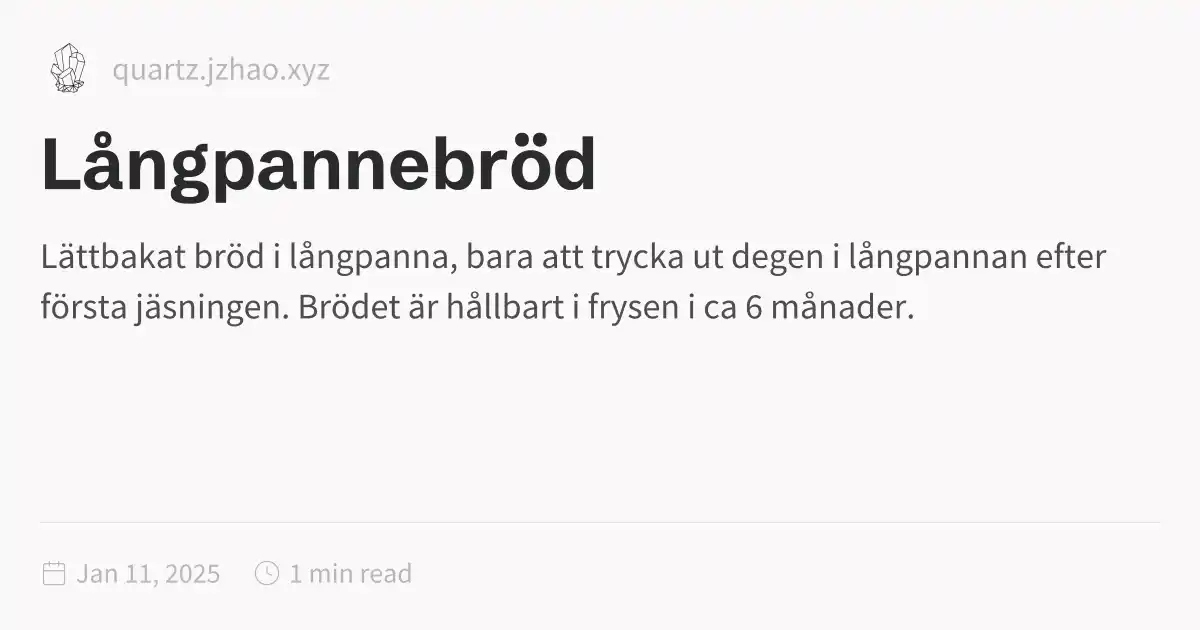 quartz.jzhao.xyz
Långpannebröd
Lättbakat bröd i långpanna, bara att trycka ut degen i långpannan efter
första jäsningen. Brödet är hållbart i frysen i ca 6 månader.
Jan 11, 2025 1 min read